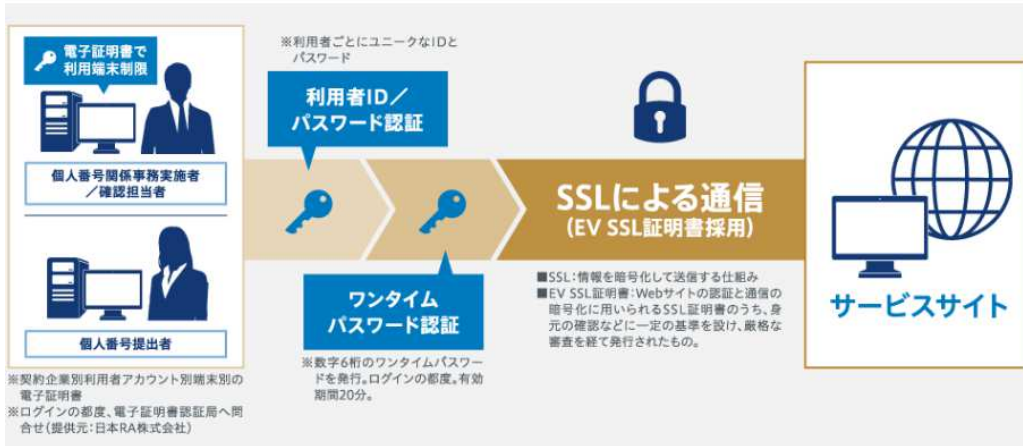 電子証明書で
利用端末制限
個人番号関係事務実施者
／確認担当者
個人番号提出者
※契約企業別利用者アカウント別端末別の
電子証明書
※ログインの都度、電子証明書認証局へ問
合せ(提供元:日本RA株式会社)
※利用者ごとにユニークなIDと
パスワード
利用者ID／
パスワード認証
ワンタイム
パスワード認証
※数字6桁のワンタイムパスワー
ドを発行。ログインの都度。有効
期間20分。
SSLによる通信
(EV SSL証明書採用)
■SSL:情報を暗号化して送信する仕組み
■EV SSL証明書:Webサイトの認証と通信の
暗号化に用いられるSSL証明書のうち、身
元の確認などに一定の基準を設け、厳格な
審査を経て発行されたもの。
サービスサイト